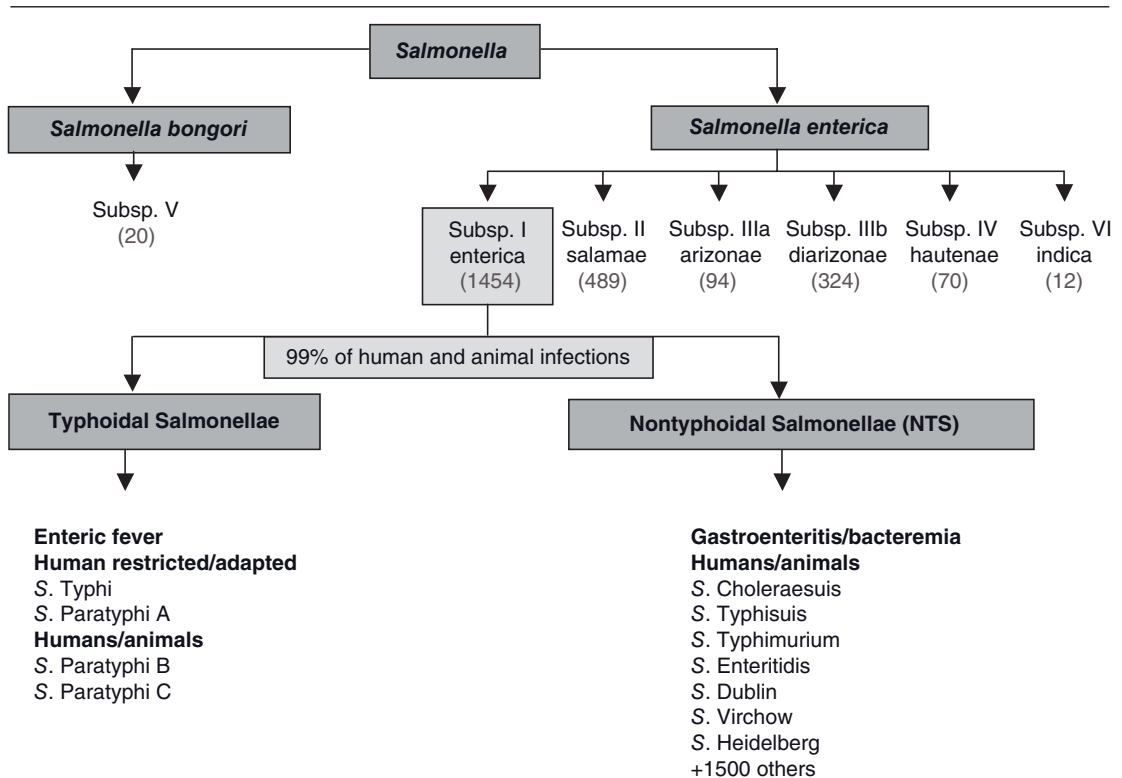 Salmonella
Salmonella bongori
Salmonella enterica
Subsp. V
(20)
Subsp. I
enterica
(1454)
Subsp. II
salamae
(489)
Subsp. IIIa
arizonae
(94)
Subsp. IIIb
diarizonae
(324)
Subsp. IV
hautenae
(70)
Subsp. VI
indica
(12)
99% of human and animal infections
Typhoidal Salmonellae
Nontyphoidal Salmonellae (NTS)
Enteric fever
Human restricted/adapted
S. Typhi
S. Paratyphi A
Humans/animals
S. Paratyphi B
S. Paratyphi C
Gastroenteritis/bacteremia
Humans/animals
S. Choleraesuis
S. Typhisuis
S. Typhimurium
S. Enteritidis
S. Dublin
S. Virchow
S. Heidelberg
+1500 others